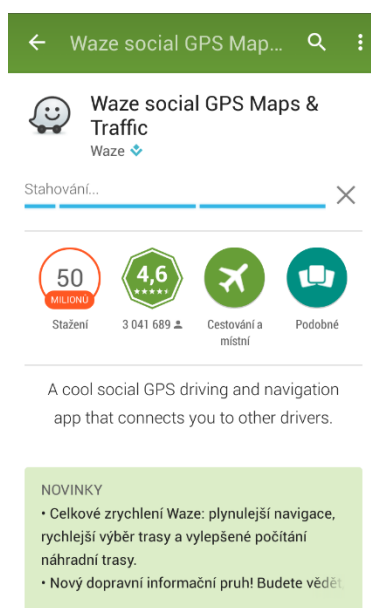 Waze social GPS Map...
Waze social GPS Maps &
Traffic
Waze
Stahování...
50
MILIONŮ
4,6
Stažení
3 041 689
Cestování a
místní
Podobné
A cool social GPS driving and navigation
app that connects you to other drivers.
NOVINKY
• Celkové zrychlení Waze: plynulejší navigace,
rychlejší výběr trasy a vylepšené počítání
náhradní trasy.
• Nový dopravní informační pruh! Budete vědět,